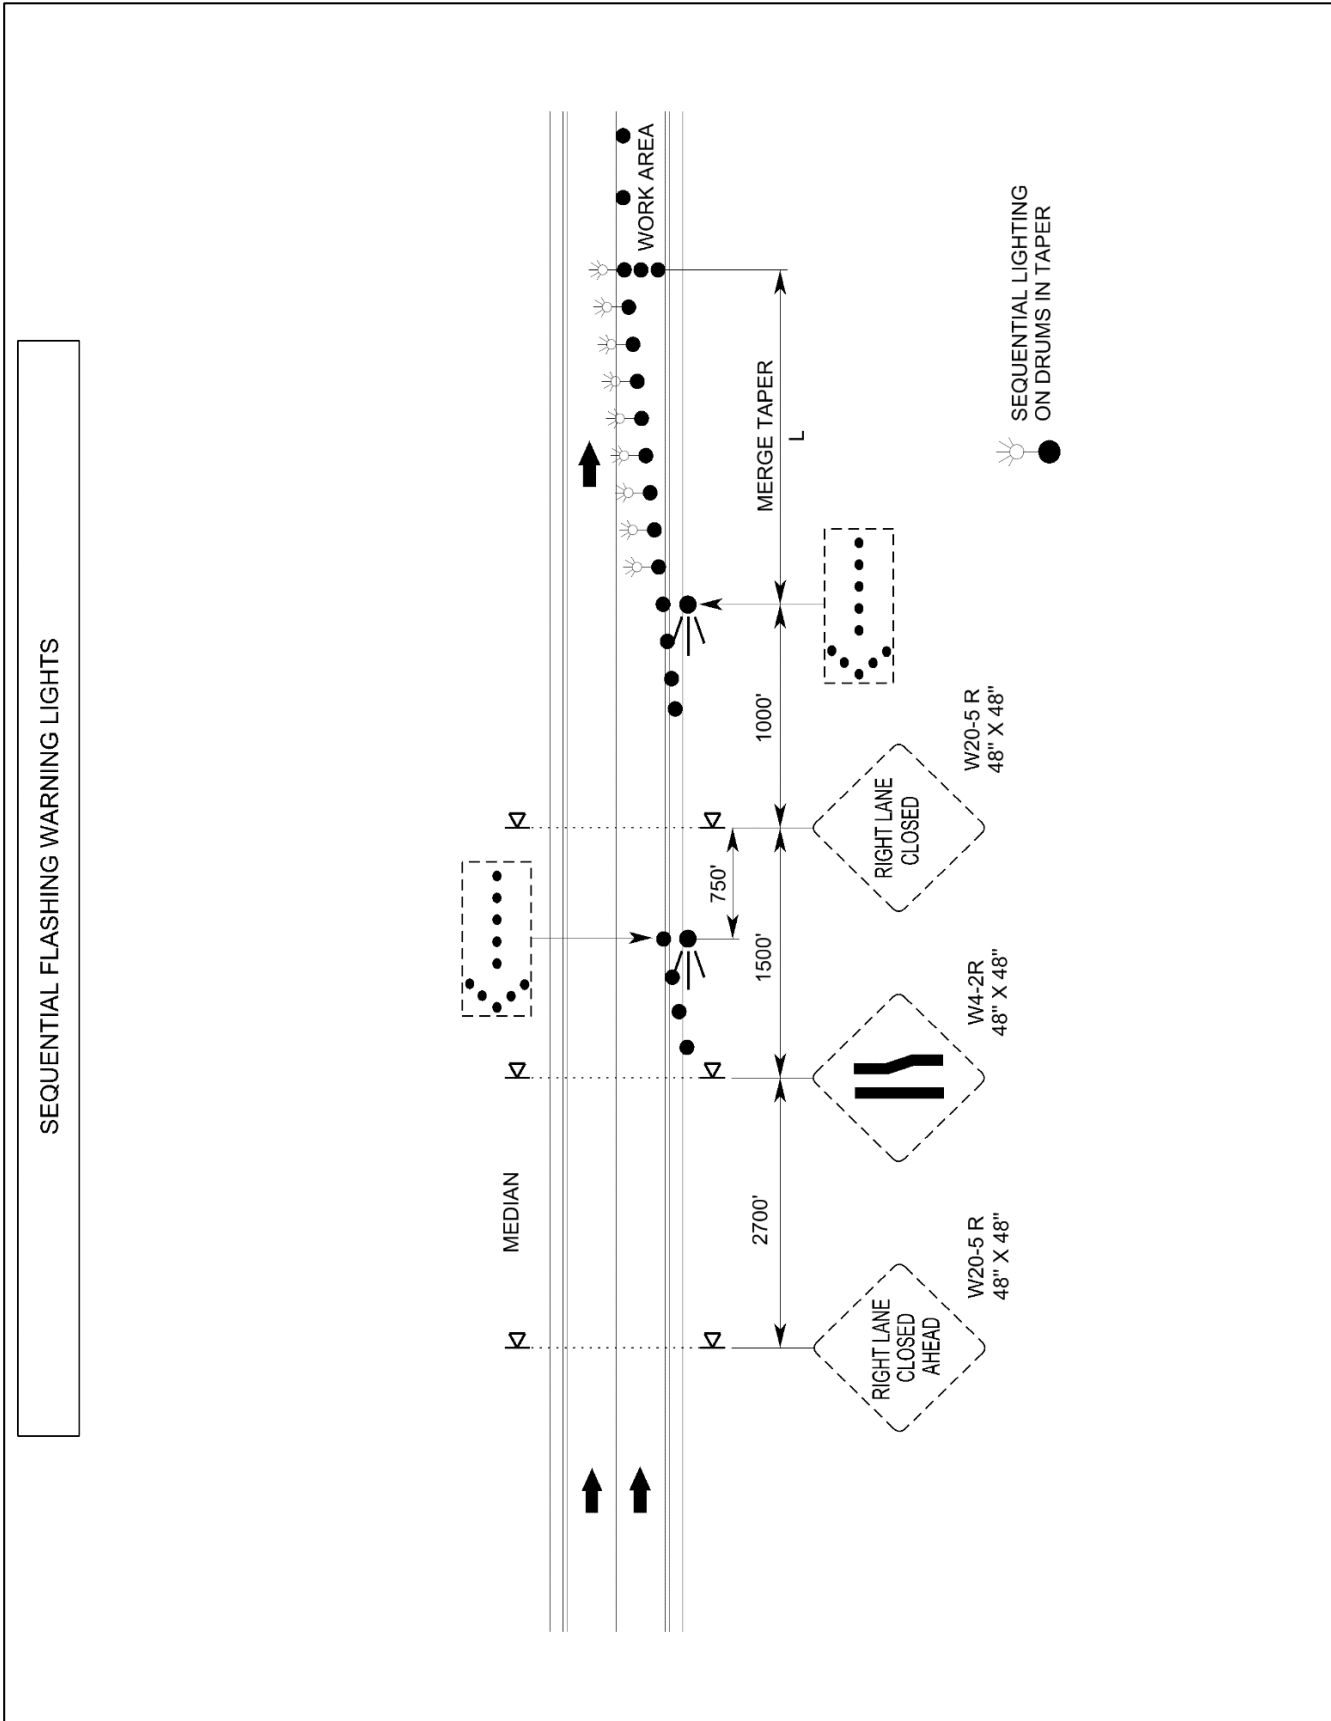 SEQUENTIAL FLASHING WARNING LIGHTS
MEDIAN
WORK AREA
2700'
1500'
750'
1000'
MERGE TAPER
L
RIGHT LANE
CLOSED
AHEAD
W20-5 R
48" X 48"
W4-2R
48" X 48"
RIGHT LANE
CLOSED
W20-5 R
48" X 48"
SEQUENTIAL LIGHTING
ON DRUMS IN TAPER